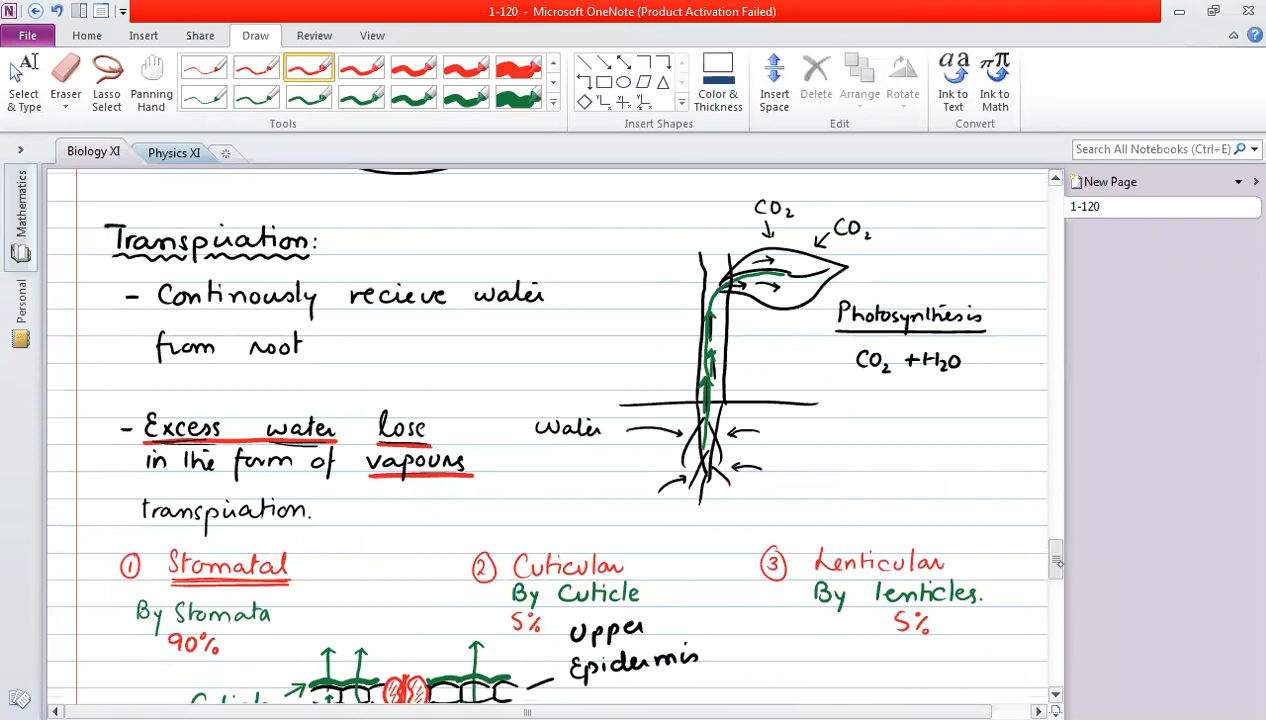 1-120 - Microsoft OneNote (Product Activation Failed)
File Home Insert Share Draw Review View
Select & Type
Eraser
Lasso Select
Panning Hand
Color & Thickness
Insert Space
Delete
Arrange
Rotate
Ink to Text
Ink to Math
Tools
Insert Shapes
Edit
Convert
Biology XI
Physics XI
Search All Notebooks (Ctrl+E)
New Page
1-120
Mathematics
Personal
Transpiration:
- Continously recieve water
from root
CO2
CO2
Photosynthesis
CO2 + H2O
- Excess water lose
in the form of vapours
transpiration.
water
① Stomatal
By Stomata
90%
② Cuticular
By Cuticle
5%
③ Lenticular
By lenticles.
5%
Upper
Epidermis